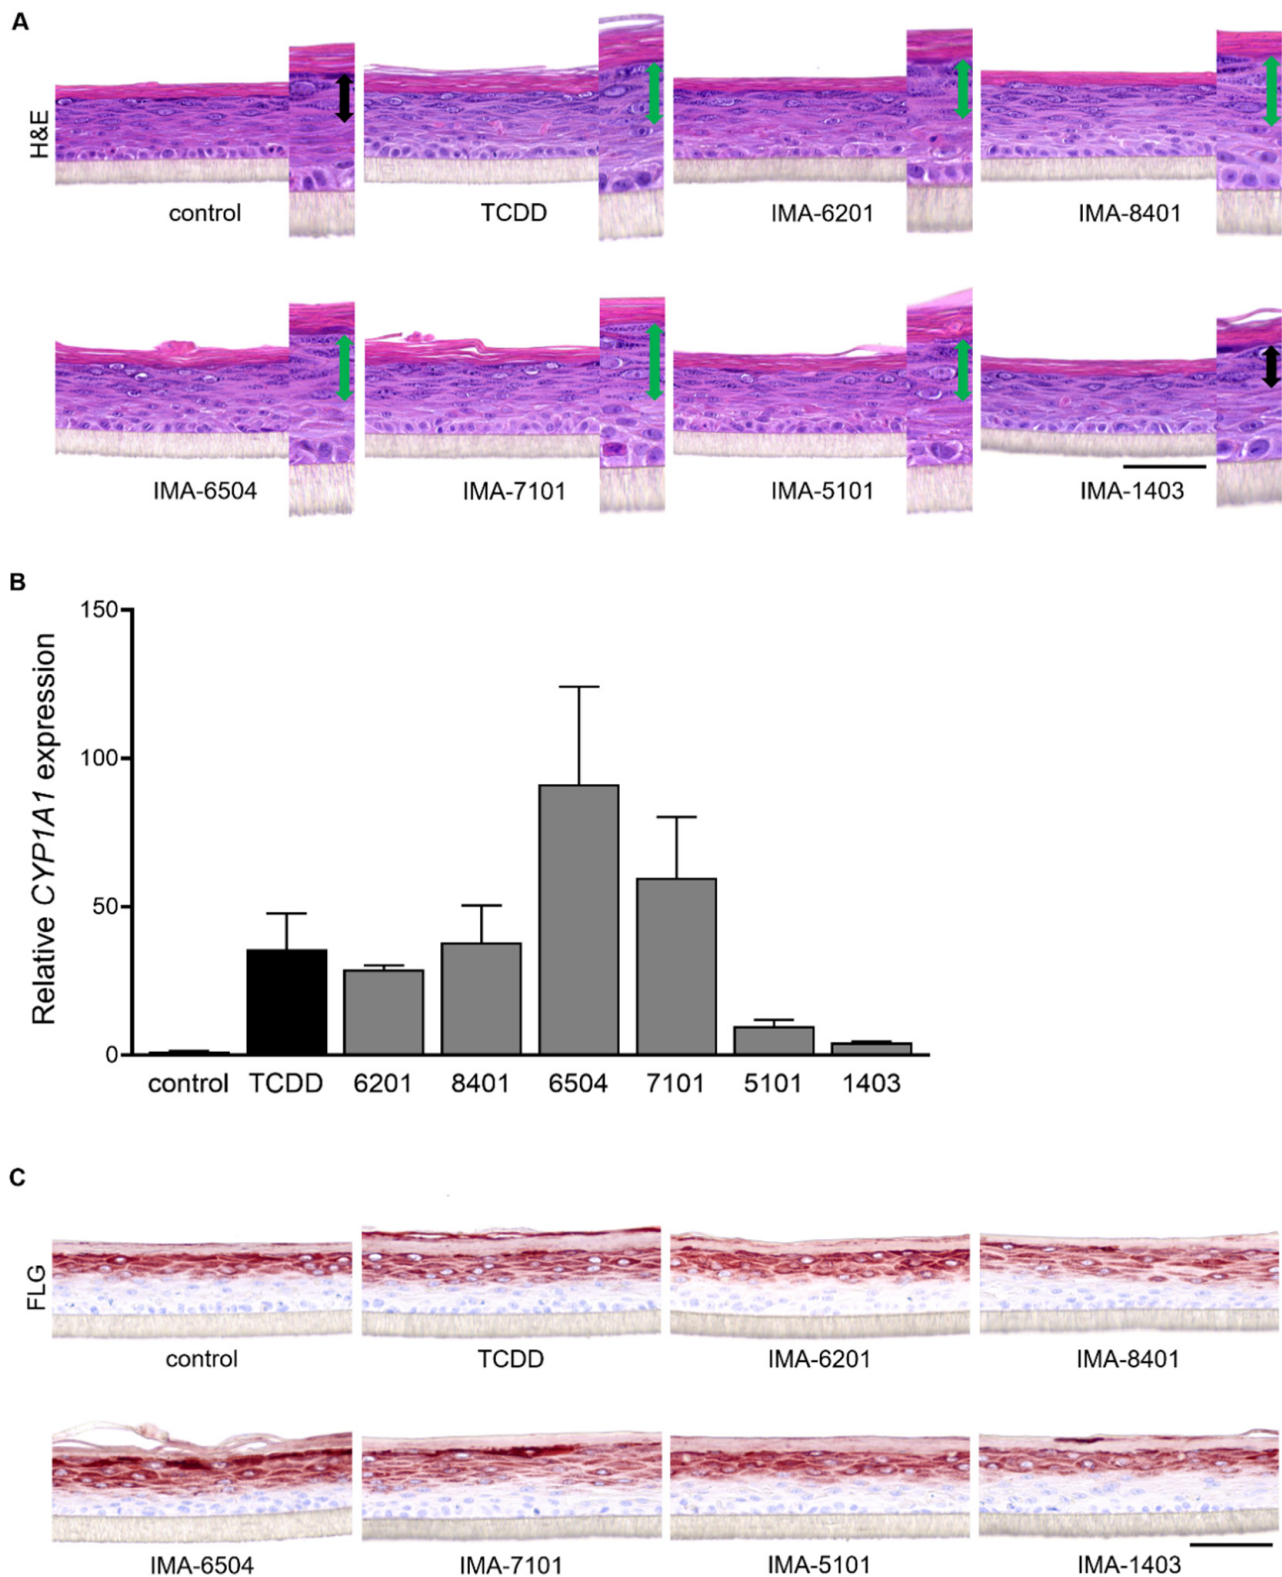 A
H&E
control
TCDD
IMA-6201
IMA-8401
IMA-6504
IMA-7101
IMA-5101
IMA-1403
B
Relative CYP1A1 expression
150
100
50
0
control TCDD 6201 8401 6504 7101 5101 1403
C
FLG
control
TCDD
IMA-6201
IMA-8401
IMA-6504
IMA-7101
IMA-5101
IMA-1403